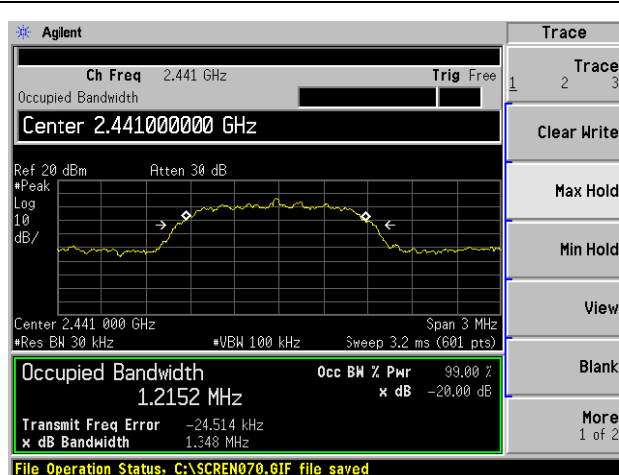 Agilent
Trace
Ch Freq 2.441 GHz Trig Free
Occupied Bandwidth
Center 2.441000000 GHz
Ref 20 dBm Atten 30 dB
#Peak
Log
10
dB/
Center 2.441 000 GHz Span 3 MHz
#Res BW 30 kHz #VBW 100 kHz Sweep 3.2 ms (601 pts)
Occupied Bandwidth
1.2152 MHz
Occ BW % Pwr 99.00 %
x dB -20.00 dB
Transmit Freq Error -24.514 kHz
x dB Bandwidth 1.348 MHz
File Operation Status, C:\SCREN070.GIF file saved
Trace
1 2 3
Clear Write
Max Hold
Min Hold
View
Blank
More
1 of 2